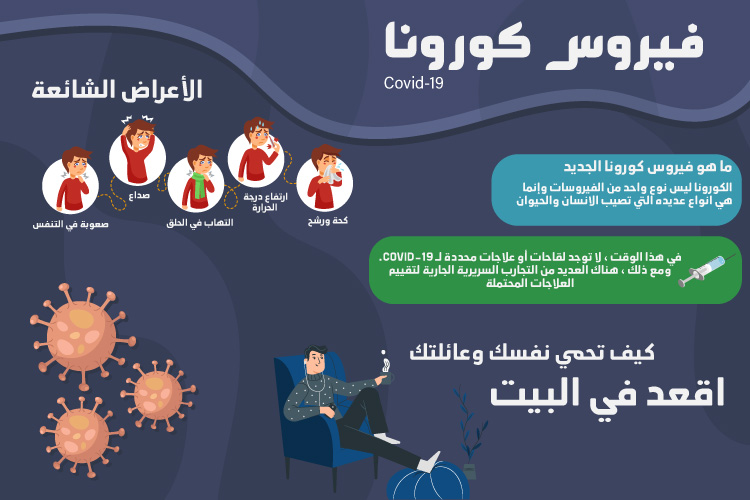 فيروس كورونا
Covid-19
الأعراض الشائعة
كحة ورشح
ارتفاع درجة
الحرارة
التهاب في الحلق
صداع
صعوبة في التنفس
ما هو فيروس كورونا الجديد
الكورونا ليس نوع واحد من الفيروسات وإنما
هي انواع عديده التي تصيب الانسان والحيوان
في هذا الوقت ، لا توجد لقاحات أو علاجات محددة لـ COVID-19.
ومع ذلك ، هناك العديد من التجارب السريرية الجارية لتقييم
العلاجات المحتملة
كيف تحمي نفسك وعائلتك
اقعد في البيت